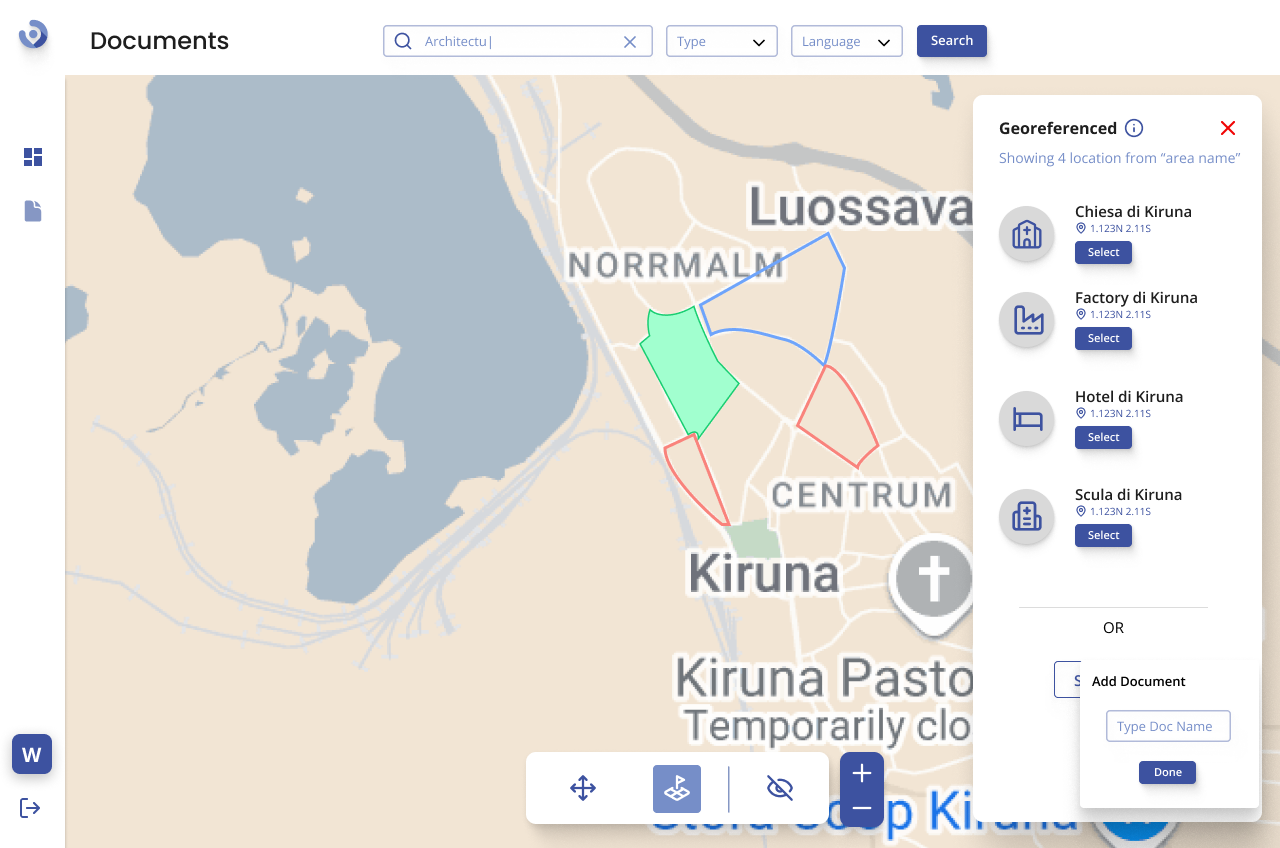 Documents
Architectu
Type
Language
Search
Georeferenced
Showing 4 location from “area name”
Chiesa di Kiruna
1.123N 2.11S
Select
Factory di Kiruna
1.123N 2.11S
Select
Hotel di Kiruna
1.123N 2.11S
Select
Scula di Kiruna
1.123N 2.11S
Select
OR
Add Document
Type Doc Name
Done
Luossava
NORRMALM
CENTRUM
Kiruna
Kiruna Pasto
Temporarily clo
Stora Coop Kiruna
W